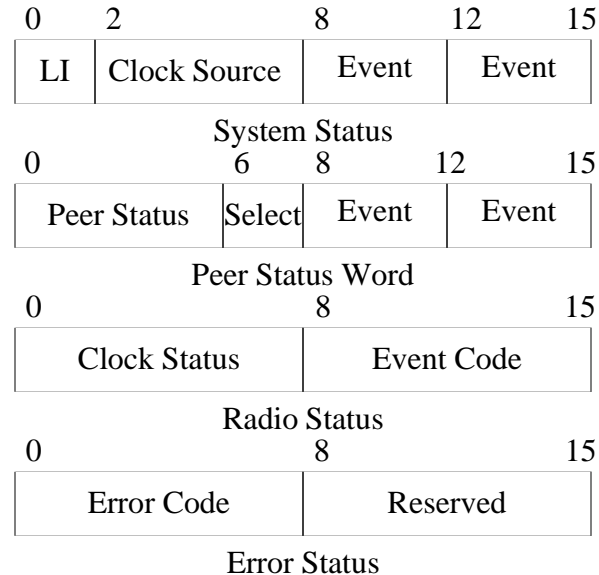 0 2 8 12 15
LI Clock Source Event Event
System Status
0 6 8 12 15
Peer Status Select Event Event
Peer Status Word
0 8 15
Clock Status Event Code
Radio Status
0 8 15
Error Code Reserved
Error Status